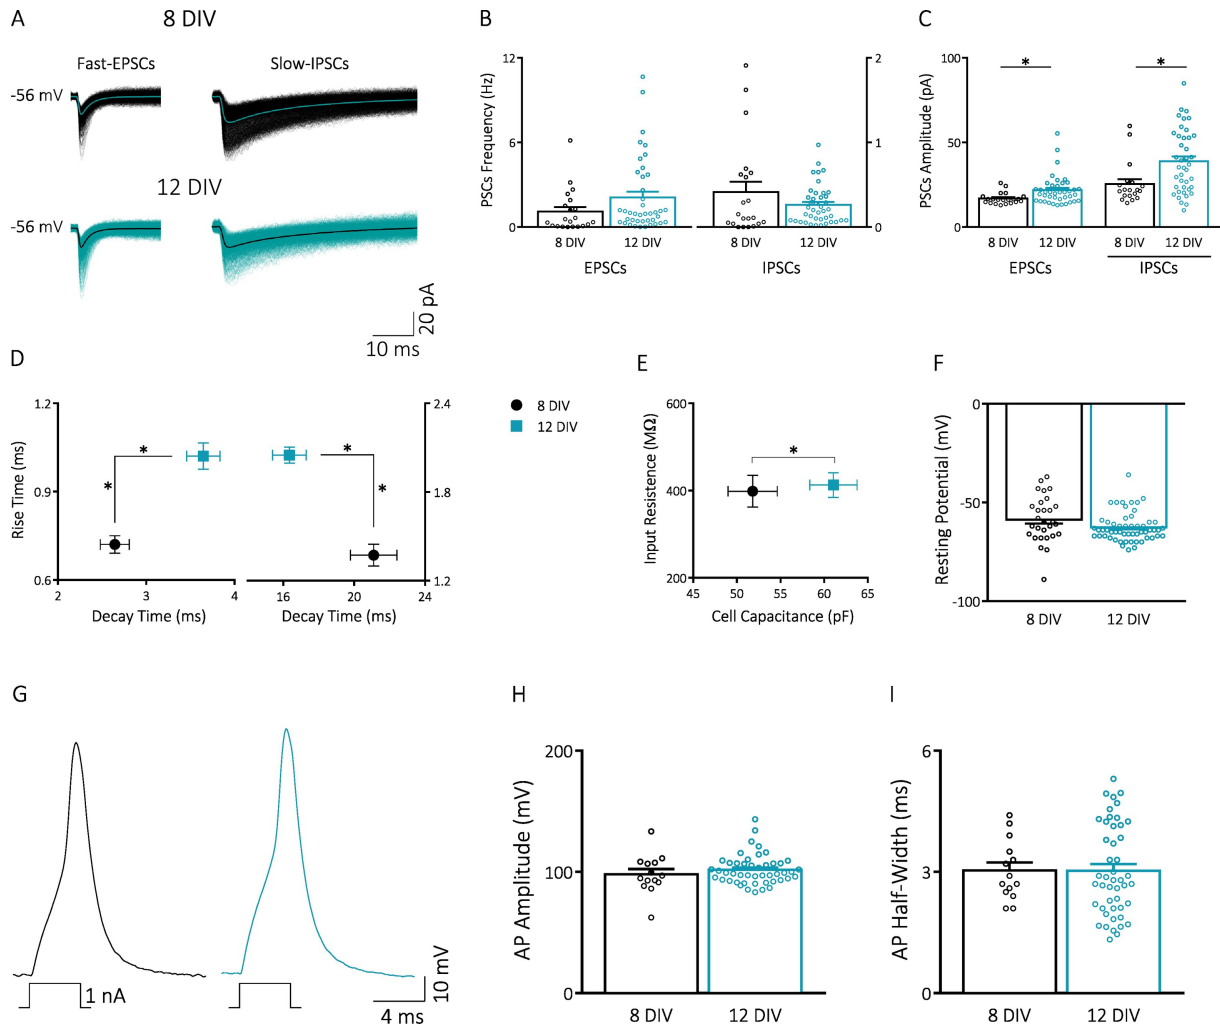 A
8 DIV
Fast-EPSCs
Slow-IPSCs
-56 mV
12 DIV
-56 mV
20 pA
10 ms
B
PSCs Frequency (Hz)
12
6
0
2
1
0
8 DIV
12 DIV
8 DIV
12 DIV
EPSCs
IPSCs
C
PSCs Amplitude (pA)
100
50
0
*
*
8 DIV
12 DIV
8 DIV
12 DIV
EPSCs
IPSCs
D
Rise Time (ms)
1.2
0.9
0.6
2.4
1.8
1.2
*
*
*
*
2
3
4
16
20
24
Decay Time (ms)
Decay Time (ms)
8 DIV
12 DIV
E
Input Resistence (MΩ)
600
400
200
*
45
50
55
60
65
Cell Capacitance (pF)
F
Resting Potential (mV)
0
-50
-100
8 DIV
12 DIV
G
1 nA
10 mV
4 ms
H
AP Amplitude (mV)
200
100
0
8 DIV
12 DIV
I
AP Half-Width (ms)
6
3
0
8 DIV
12 DIV